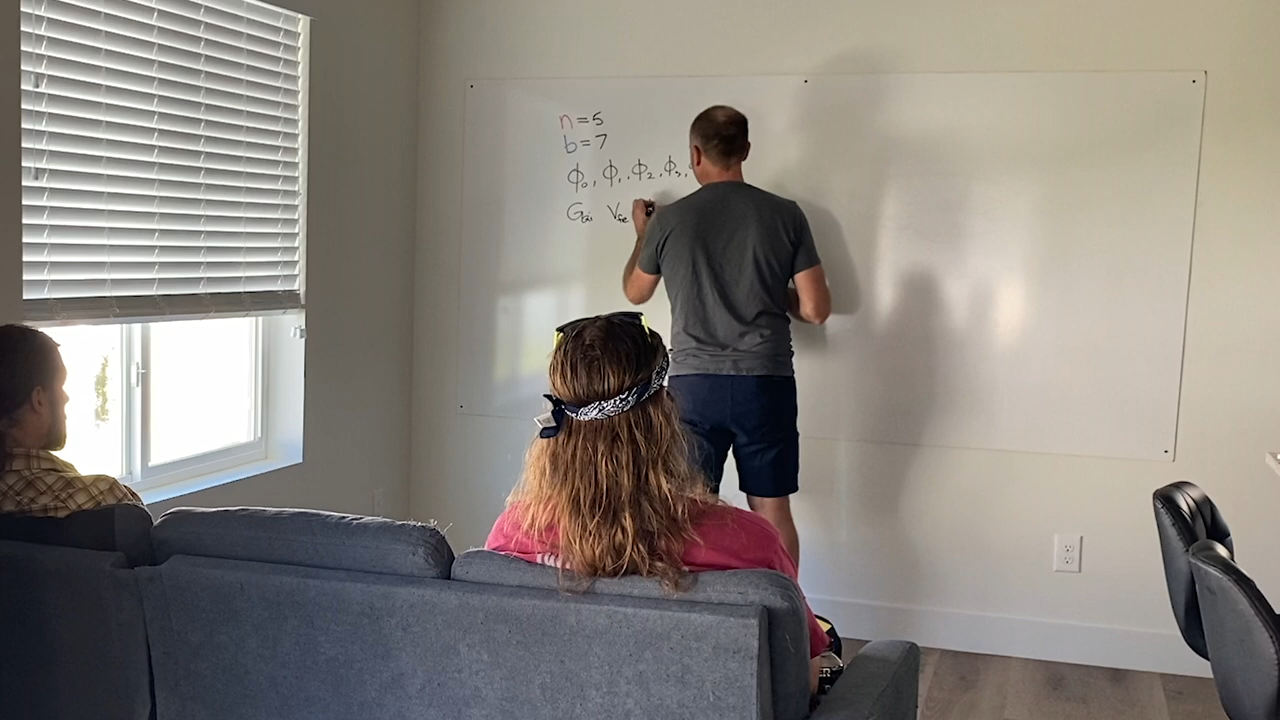 n = 5
b = 7
ϕ₀, ϕ₁, ϕ₂, ϕ₃,